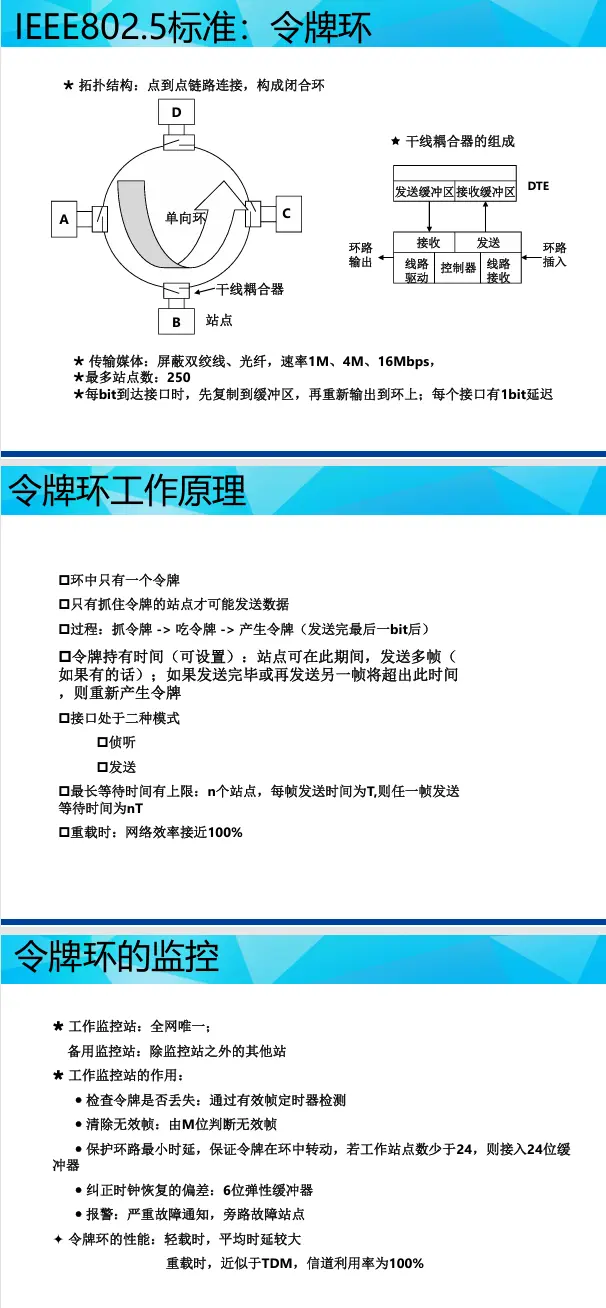 IEEE802.5标准：令牌环
★ 拓扑结构：点到点链路连接，构成闭合环
D
★ 干线耦合器的组成
发送缓冲区 接收缓冲区
DTE
A
单向环
C
接收 发送
环路输出
线路驱动
控制器
线路接收
环路插入
干线耦合器
B
站点
★ 传输媒体：屏蔽双绞线、光纤，速率1M、4M、16Mbps，
★最多站点数：250
★每bit到达接口时，先复制到缓冲区，再重新输出到环上；每个接口有1bit延迟
令牌环工作原理
□环中只有一个令牌
□只有抓住令牌的站点才可能发送数据
□过程：抓令牌 -> 吃令牌 -> 产生令牌（发送完最后一bit后）
□令牌持有时间（可设置）：站点可在此期间，发送多帧（
如果有的话）；如果发送完毕或再发送另一帧将超出此时间
，则重新产生令牌
□接口处于二种模式
□侦听
□发送
□最长等待时间有上限：n个站点，每帧发送时间为T,则任一帧发送
等待时间为nT
□重载时：网络效率接近100%
令牌环的监控
★ 工作监控站：全网唯一；
备用监控站：除监控站之外的其他站
★ 工作监控站的作用：
● 检查令牌是否丢失：通过有效帧定时器检测
● 清除无效帧：由M位判断无效帧
● 保护环路最小时延，保证令牌在环中转动，若工作站点数少于24，则接入24位缓
冲器
● 纠正时钟恢复的偏差：6位弹性缓冲器
● 报警：严重故障通知，旁路故障站点
✦ 令牌环的性能：轻载时，平均时延较大
重载时，近似于TDM，信道利用率为100%